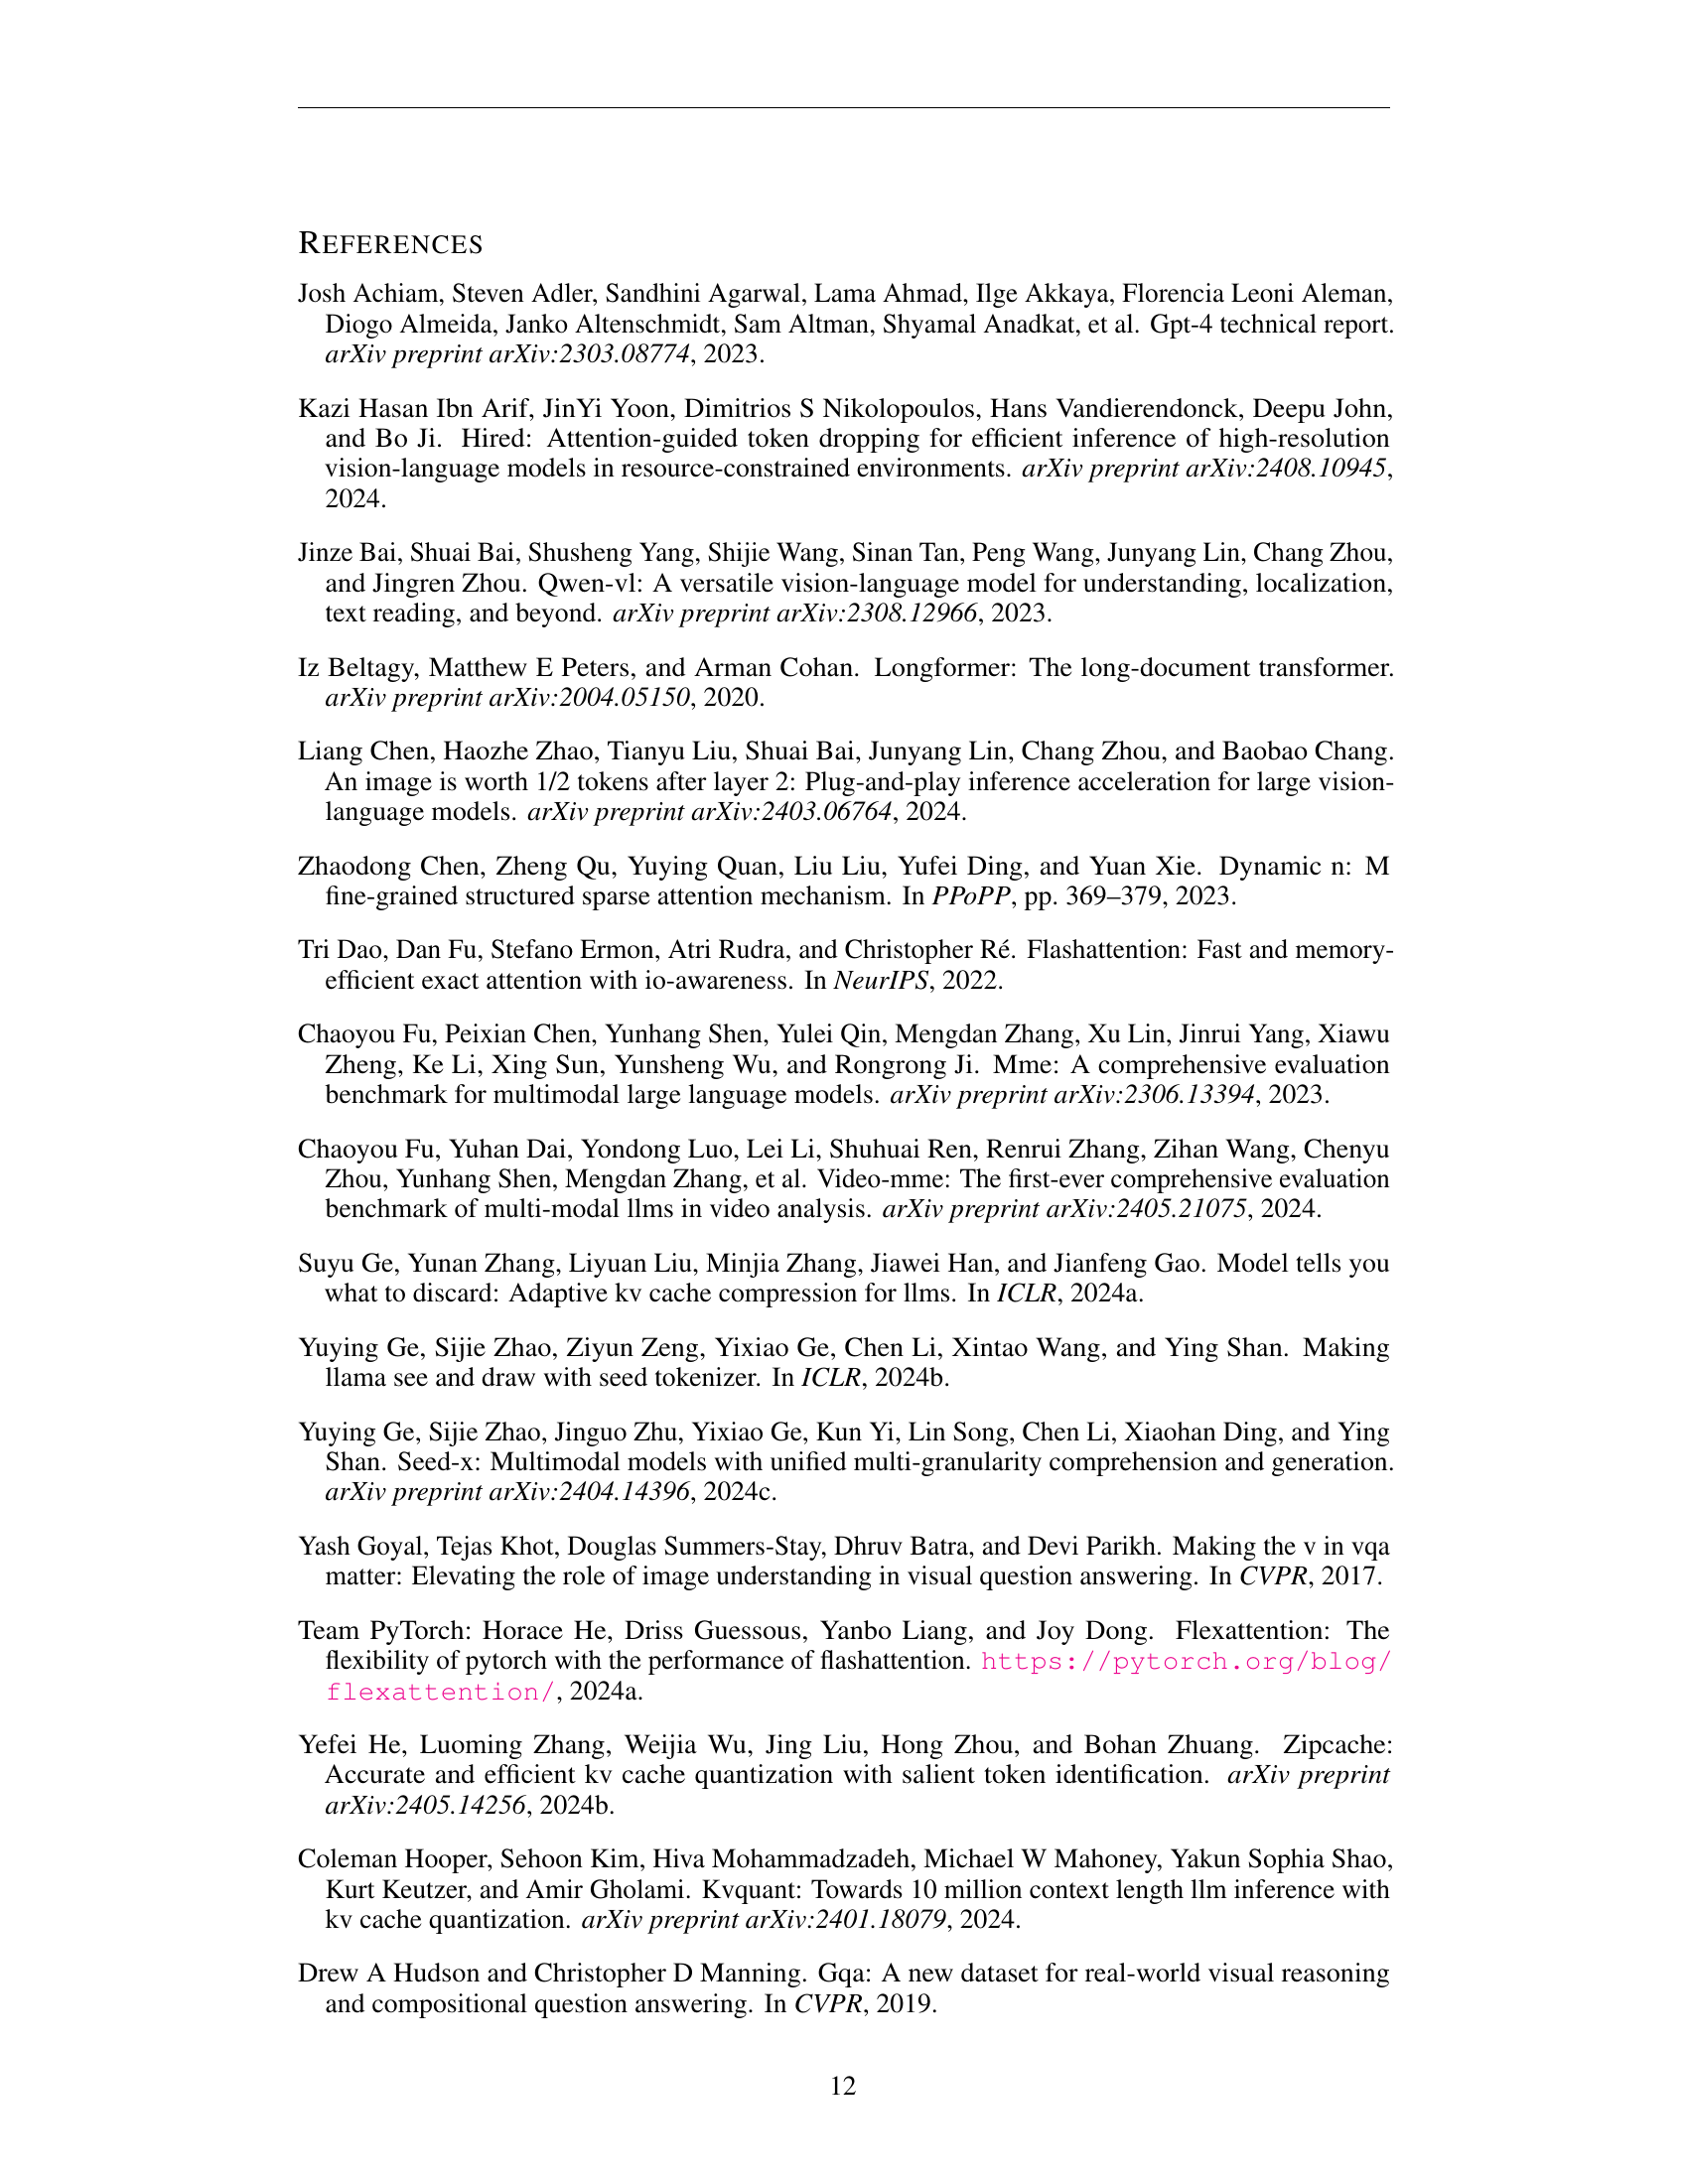 REFERENCES
Josh Achiam, Steven Adler, Sandhini Agarwal, Lama Ahmad, Ilge Akkaya, Florencia Leoni Aleman,
Diogo Almeida, Janko Altenschmidt, Sam Altman, Shyamal Anadkat, et al. Gpt-4 technical report.
arXiv preprint arXiv:2303.08774, 2023.
Kazi Hasan Ibn Arif, JinYi Yoon, Dimitrios S Nikolopoulos, Hans Vandierendonck, Deepu John,
and Bo Ji. Hired: Attention-guided token dropping for efficient inference of high-resolution
vision-language models in resource-constrained environments. arXiv preprint arXiv:2408.10945,
2024.
Jinze Bai, Shuai Bai, Shusheng Yang, Shijie Wang, Sinan Tan, Peng Wang, Junyang Lin, Chang Zhou,
and Jingren Zhou. Qwen-vl: A versatile vision-language model for understanding, localization,
text reading, and beyond. arXiv preprint arXiv:2308.12966, 2023.
Iz Beltagy, Matthew E Peters, and Arman Cohan. Longformer: The long-document transformer.
arXiv preprint arXiv:2004.05150, 2020.
Liang Chen, Haozhe Zhao, Tianyu Liu, Shuai Bai, Junyang Lin, Chang Zhou, and Baobao Chang.
An image is worth 1/2 tokens after layer 2: Plug-and-play inference acceleration for large vision-
language models. arXiv preprint arXiv:2403.06764, 2024.
Zhaodong Chen, Zheng Qu, Yuying Quan, Liu Liu, Yufei Ding, and Yuan Xie. Dynamic n: M
fine-grained structured sparse attention mechanism. In PPoPP, pp. 369–379, 2023.
Tri Dao, Dan Fu, Stefano Ermon, Atri Rudra, and Christopher Ré. Flashattention: Fast and memory-
efficient exact attention with io-awareness. In NeurIPS, 2022.
Chaoyou Fu, Peixian Chen, Yunhang Shen, Yulei Qin, Mengdan Zhang, Xu Lin, Jinrui Yang, Xiawu
Zheng, Ke Li, Xing Sun, Yunsheng Wu, and Rongrong Ji. Mme: A comprehensive evaluation
benchmark for multimodal large language models. arXiv preprint arXiv:2306.13394, 2023.
Chaoyou Fu, Yuhan Dai, Yondong Luo, Lei Li, Shuhuai Ren, Renrui Zhang, Zihan Wang, Chenyu
Zhou, Yunhang Shen, Mengdan Zhang, et al. Video-mme: The first-ever comprehensive evaluation
benchmark of multi-modal llms in video analysis. arXiv preprint arXiv:2405.21075, 2024.
Suyu Ge, Yunan Zhang, Liyuan Liu, Minjia Zhang, Jiawei Han, and Jianfeng Gao. Model tells you
what to discard: Adaptive kv cache compression for llms. In ICLR, 2024a.
Yuying Ge, Sijie Zhao, Ziyun Zeng, Yixiao Ge, Chen Li, Xintao Wang, and Ying Shan. Making
llama see and draw with seed tokenizer. In ICLR, 2024b.
Yuying Ge, Sijie Zhao, Jinguo Zhu, Yixiao Ge, Kun Yi, Lin Song, Chen Li, Xiaohan Ding, and Ying
Shan. Seed-x: Multimodal models with unified multi-granularity comprehension and generation.
arXiv preprint arXiv:2404.14396, 2024c.
Yash Goyal, Tejas Khot, Douglas Summers-Stay, Dhruv Batra, and Devi Parikh. Making the v in vqa
matter: Elevating the role of image understanding in visual question answering. In CVPR, 2017.
Team PyTorch: Horace He, Driss Guessous, Yanbo Liang, and Joy Dong. Flexattention: The
flexibility of pytorch with the performance of flashattention. https://pytorch.org/blog/
flexattention/, 2024a.
Yefei He, Luoming Zhang, Weijia Wu, Jing Liu, Hong Zhou, and Bohan Zhuang. Zipcache:
Accurate and efficient kv cache quantization with salient token identification. arXiv preprint
arXiv:2405.14256, 2024b.
Coleman Hooper, Sehoon Kim, Hiva Mohammadzadeh, Michael W Mahoney, Yakun Sophia Shao,
Kurt Keutzer, and Amir Gholami. Kvquant: Towards 10 million context length llm inference with
kv cache quantization. arXiv preprint arXiv:2401.18079, 2024.
Drew A Hudson and Christopher D Manning. Gqa: A new dataset for real-world visual reasoning
and compositional question answering. In CVPR, 2019.
12